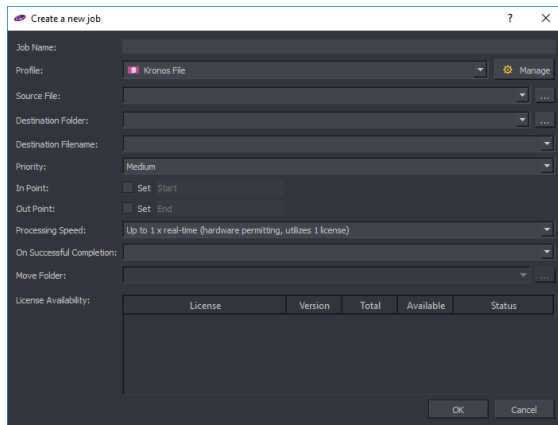 Create a new job ? ×
Job Name:
Profile: Kronos File Manage
Source File: ...
Destination Folder: ...
Destination Filename:
Priority: Medium
In Point: Set Start
Out Point: Set End
Processing Speed: Up to 1 x real-time (hardware permitting, utilizes 1 license)
On Successful Completion:
Move Folder: ...
License Availability: License Version Total Available Status
OK Cancel